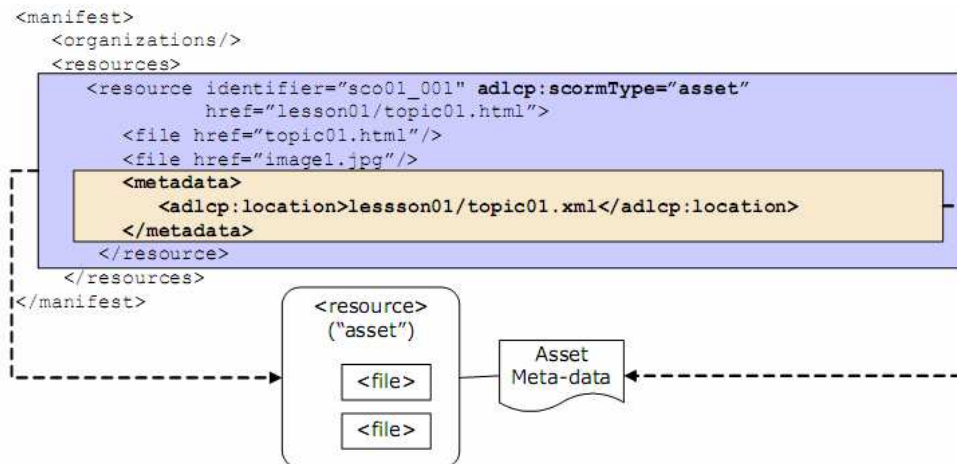 <manifest>
<organizations/>
<resources>
<resource identifier="sco01_001" adlcp:scormType="asset"
href="lesson01/topic01.html">
<file href="topic01.html"/>
<file href="image1.jpg"/>
<metadata>
<adlcp:location>lessson01/topic01.xml</adlcp:location>
</metadata>
</resource>
</resources>
</manifest>
<resource>
("asset")
<file>
<file>
Asset
Meta-data